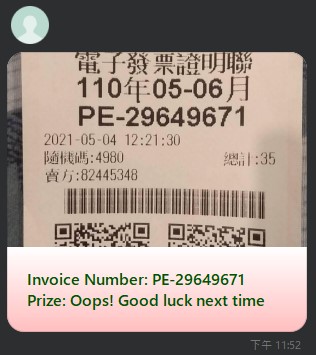 電子發票證明聯
110年05-06月
PE-29649671
2021-05-04 12:21:30
隨機碼:4980 總計:35
賣方:82445348
Invoice Number: PE-29649671
Prize: Oops! Good luck next time
下午 11:52